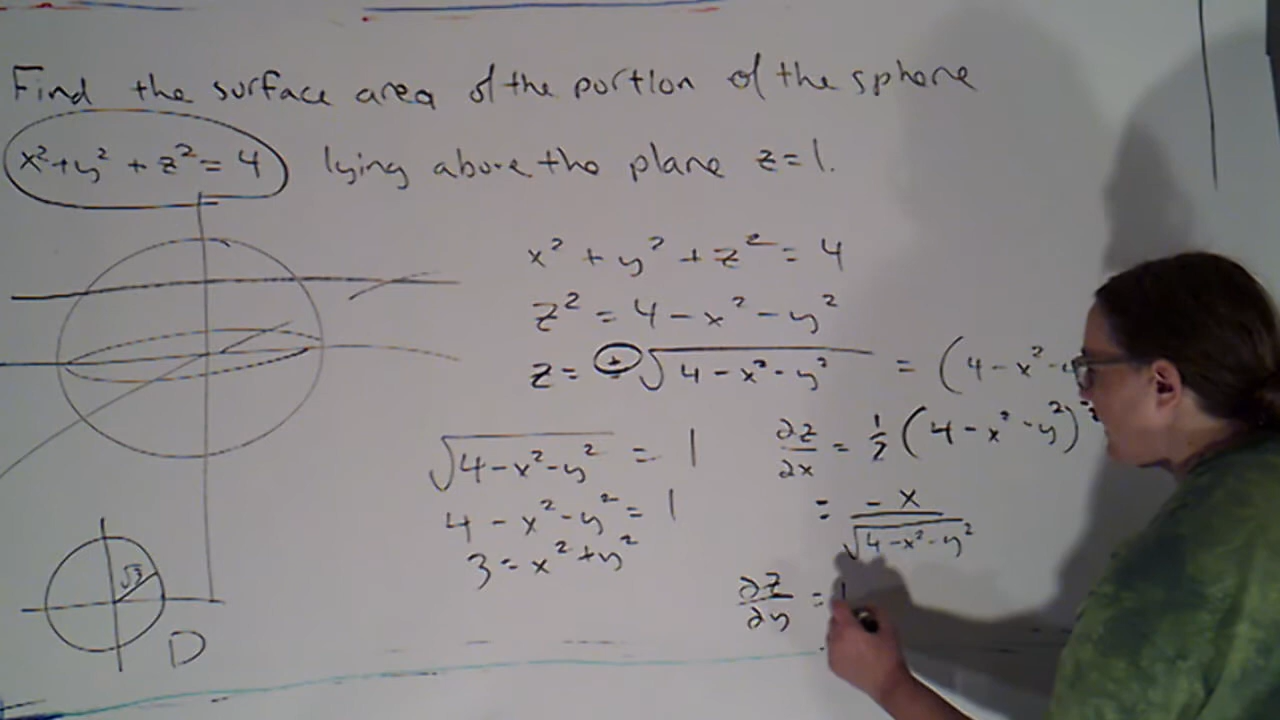 Find the surface area of the portion of the sphere
x² + y² + z² = 4 lying above the plane z = 1.
x² + y² + z² = 4
z² = 4 - x² - y²
z = + √(4 - x² - y²) = (4 - x² -
√(4 - x² - y²) = 1
4 - x² - y² = 1
3 = x² + y²
∂z/∂x = 1/2 (4 - x² - y²)
= -x/√(4 - x² - y²)
∂z/∂y =
√3
D